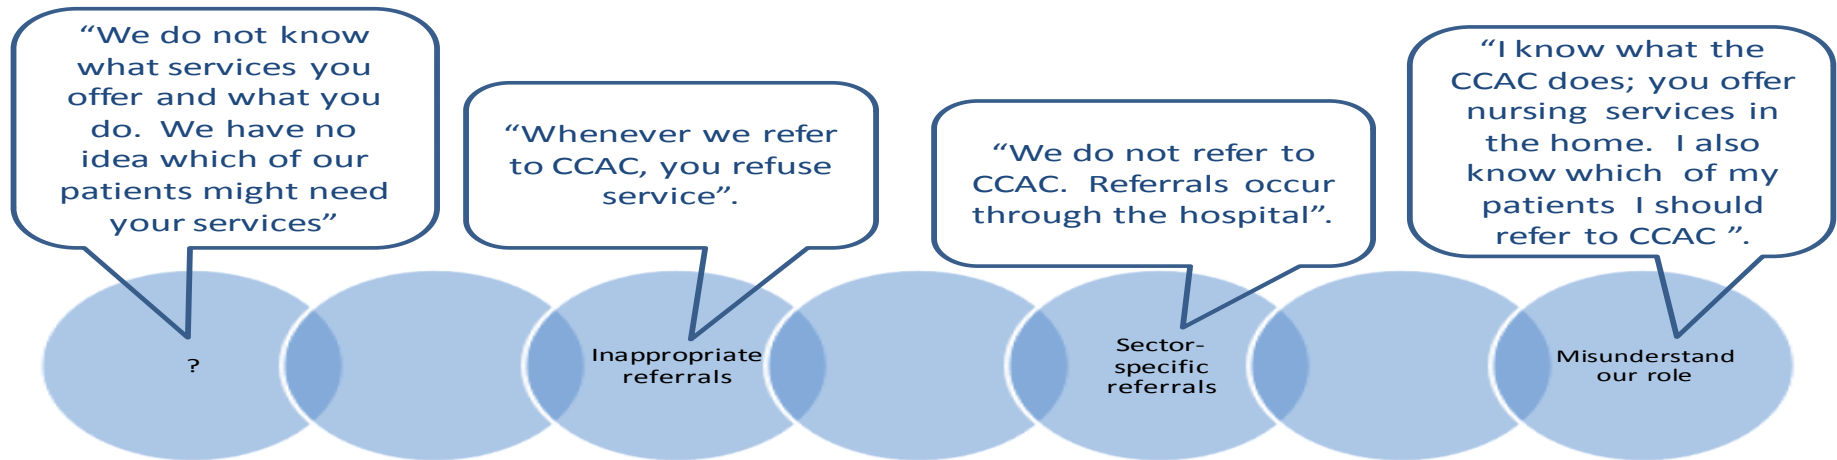 “We do not know
what services you
offer and what you
do. We have no
idea which of our
patients might need
your services”
“Whenever we refer
to CCAC, you refuse
service”.
“We do not refer to
CCAC. Referrals occur
through the hospital”.
“I know what the
CCAC does; you offer
nursing services in
the home. I also
know which of my
patients I should
refer to CCAC ”.
?
Inappropriate
referrals
Sector-
specific
referrals
Misunderstand
our role